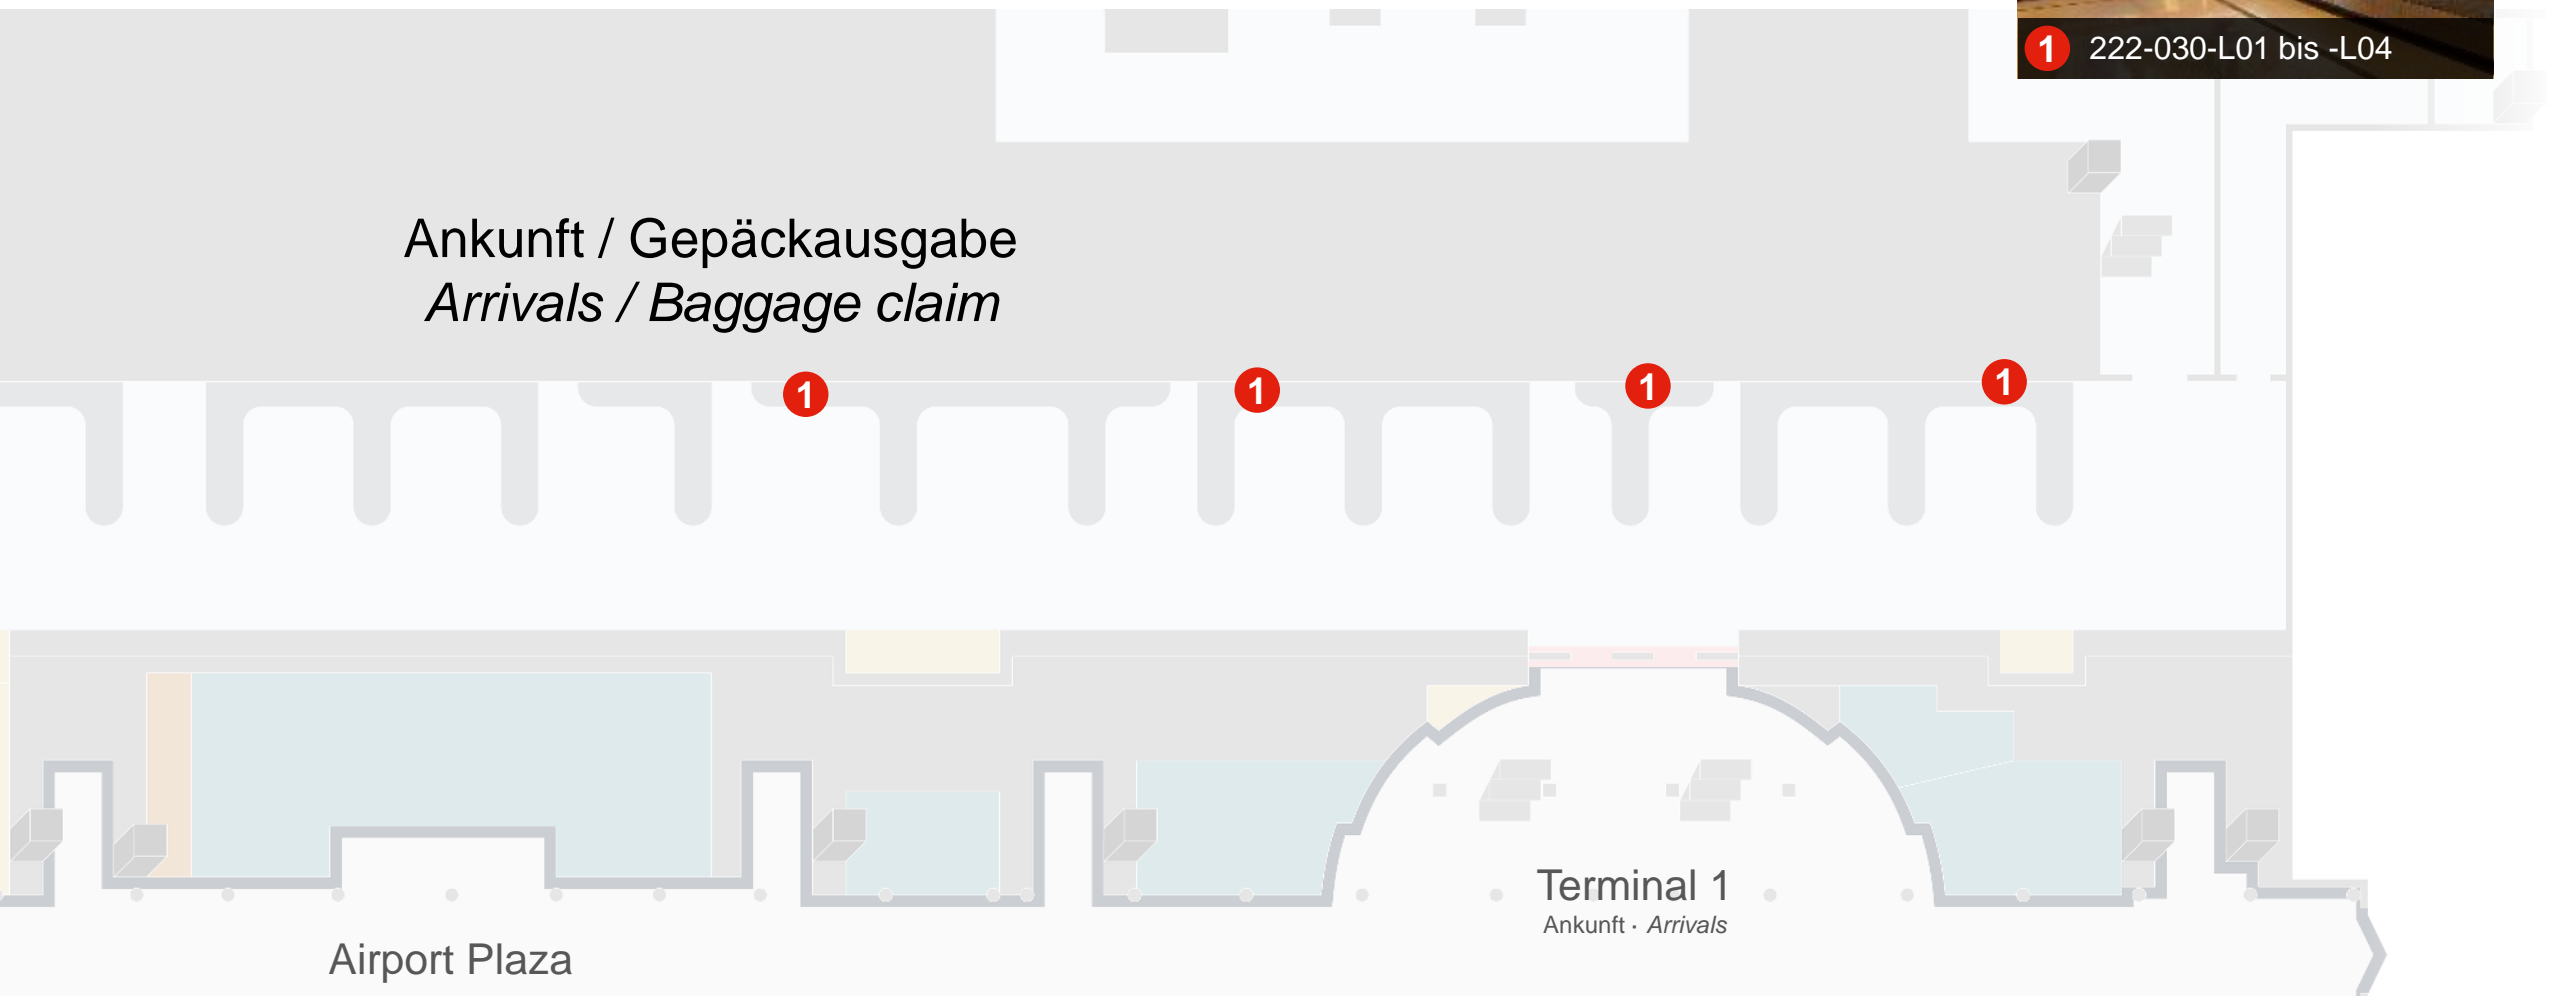 1 222-030-L01 bis -L04
Ankunft / Gepäckausgabe
Arrivals / Baggage claim
1 1 1 1
Terminal 1
Ankunft · Arrivals
Airport Plaza